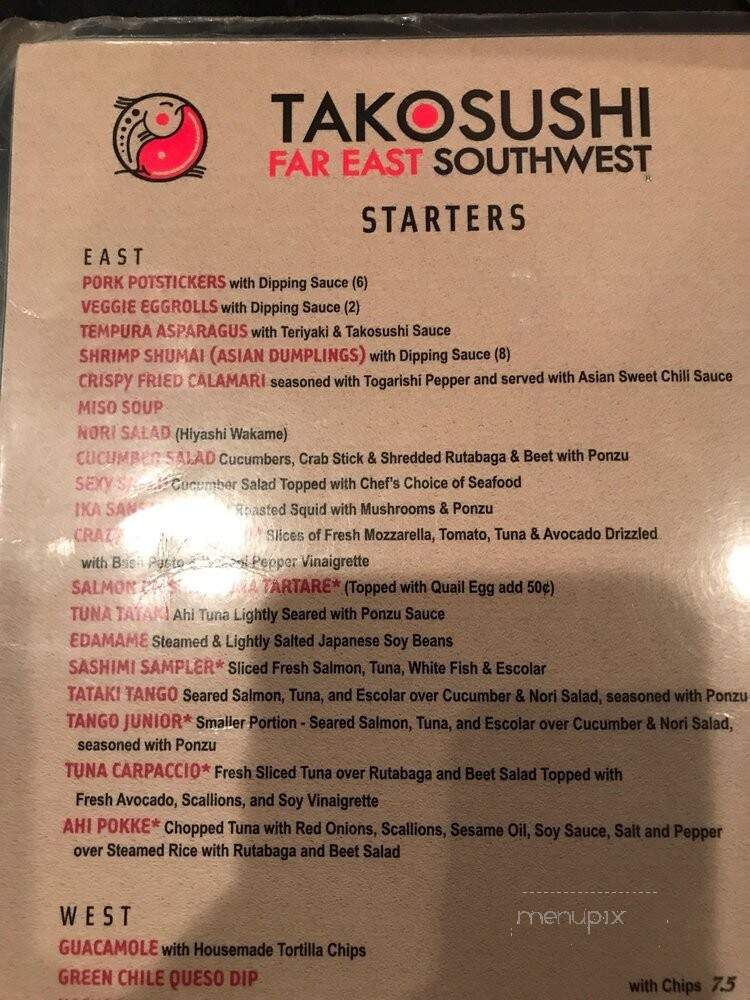 TAKOSUSHI
FAR EAST SOUTHWEST
STARTERS
EAST
PORK POTSTICKERS with Dipping Sauce (6)
VEGGIE EGGROLLS with Dipping Sauce (2)
TEMPURA ASPARAGUS with Teriyaki & Takosushi Sauce
SHRIMP SHUMAI (ASIAN DUMPLINGS) with Dipping Sauce (8)
CRISPY FRIED CALAMARI seasoned with Togarishi Pepper and served with Asian Sweet Chili Sauce
MISO SOUP
NORI SALAD (Hiyashi Wakame)
CUCUMBER SALAD Cucumbers, Crab Stick & Shredded Rutabaga & Beet with Ponzu
SEXY Cucumber Salad Topped with Chef's Choice of Seafood
IKA Roasted Squid with Mushrooms & Ponzu
Slices of Fresh Mozzarella, Tomato, Tuna & Avocado Drizzled
with Pesto Pepper Vinaigrette
SALMON TARTARE* (Topped with Quail Egg add 50¢)
TUNA TATAKI Ahi Tuna Lightly Seared with Ponzu Sauce
EDAMAME Steamed & Lightly Salted Japanese Soy Beans
SASHIMI SAMPLER* Sliced Fresh Salmon, Tuna, White Fish & Escolar
TATAKI TANGO Seared Salmon, Tuna, and Escolar over Cucumber & Nori Salad, seasoned with Ponzu
TANGO JUNIOR* Smaller Portion - Seared Salmon, Tuna, and Escolar over Cucumber & Nori Salad,
seasoned with Ponzu
TUNA CARPACCIO* Fresh Sliced Tuna over Rutabaga and Beet Salad Topped with
Fresh Avocado, Scallions, and Soy Vinaigrette
AHI POKKE* Chopped Tuna with Red Onions, Scallions, Sesame Oil, Soy Sauce, Salt and Pepper
over Steamed Rice with Rutabaga and Beet Salad
WEST
menupix
GUACAMOLE with Housemade Tortilla Chips
GREEN CHILE QUESO DIP
with Chips 7.5